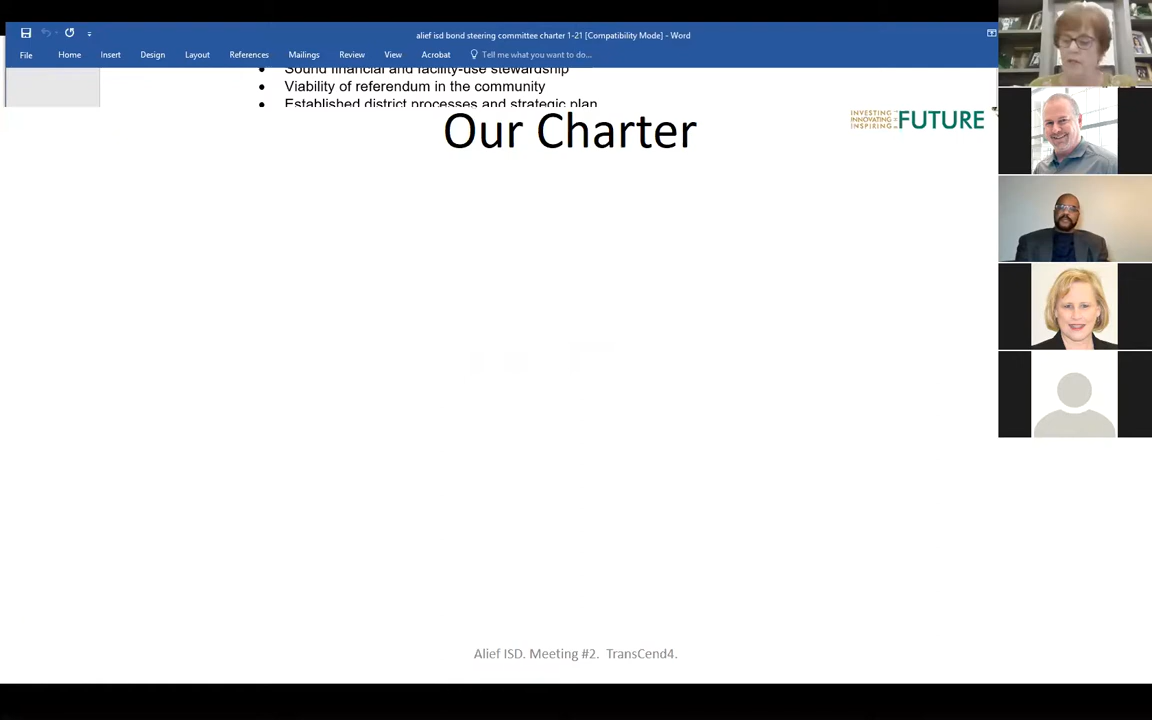 alief isd bond steering committee charter 1-21 [Compatibility Mode] - Word
File Home Insert Design Layout References Mailings Review View Acrobat Tell me what you want to do...
Sound financial and facility-use stewardship
Viability of referendum in the community
Established district processes and strategic plan
Our Charter
INVESTING
INNOVATING
INSPIRING
FUTURE
Alief ISD. Meeting #2. TransCend4.